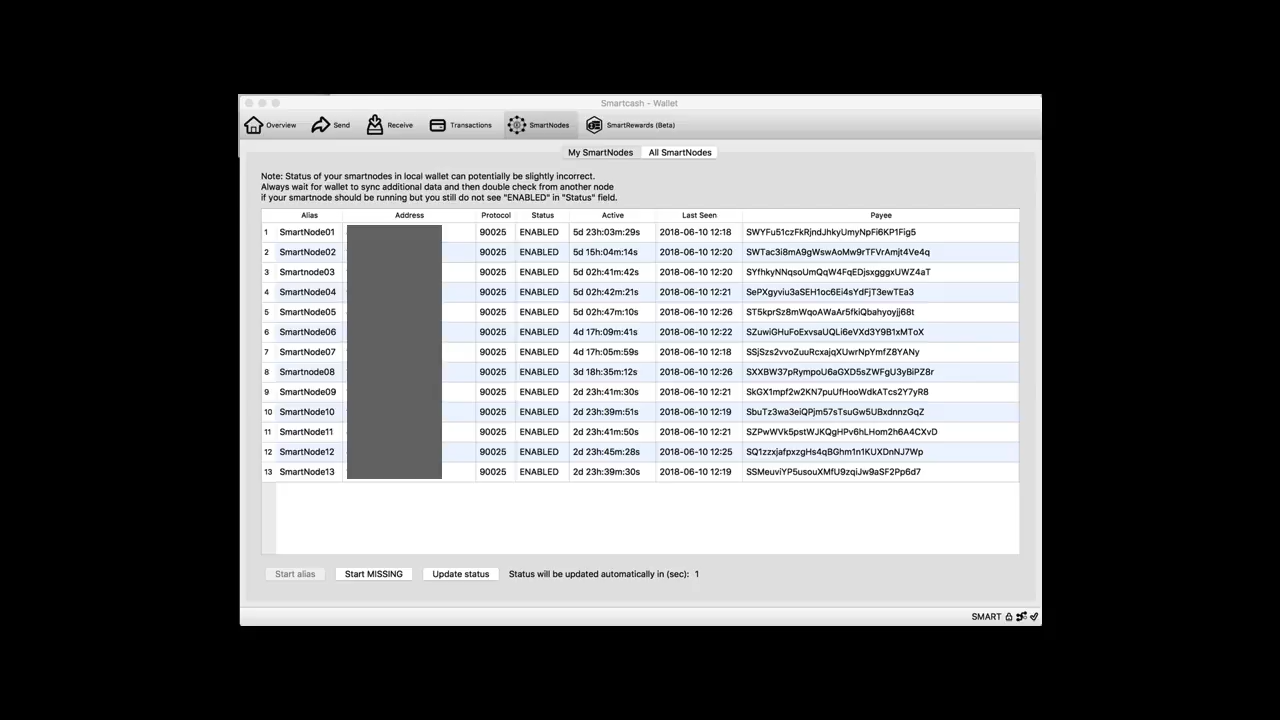 Smartcash - Wallet
Overview Send Receive Transactions SmartNodes SmartRewards (Beta)
My SmartNodes All SmartNodes
Note: Status of your smartnodes in local wallet can potentially be slightly incorrect.
Always wait for wallet to sync additional data and then double check from another node
if your smartnode should be running but you still do not see "ENABLED" in "Status" field.
Alias Address Protocol Status Active Last Seen Payee
1 SmartNode01 90025 ENABLED 5d 23h:03m:29s 2018-06-10 12:18 SWYFu51czFkRjndJhkyUmyNpFi6KP1Fig5
2 SmartNode02 90025 ENABLED 5d 15h:04m:14s 2018-06-10 12:20 SWTac3i8mA9gWswAoMw9rTFVrAmjt4Ve4q
3 Smartnode03 90025 ENABLED 5d 02h:41m:42s 2018-06-10 12:20 SYfhkyNNqsoUmQqW4FqEDjsxgggxUWZ4aT
4 SmartNode04 90025 ENABLED 5d 02h:42m:21s 2018-06-10 12:21 SePXgyviu3aSEH1oc6Ei4sYdFjT3ewTEa3
5 SmartNode05 90025 ENABLED 5d 02h:47m:10s 2018-06-10 12:26 ST5kprSz8mWqoAWaAr5fkiQbahyoyjj68t
6 SmartNode06 90025 ENABLED 4d 17h:09m:41s 2018-06-10 12:22 SZuwiGHuFoExvsaUQLi6eVXd3Y9B1xMToX
7 SmartNode07 90025 ENABLED 4d 17h:05m:59s 2018-06-10 12:18 SSjSzs2vvoZuuRcxajqXUwrNpYmfZ8YANy
8 Smartnode08 90025 ENABLED 3d 18h:35m:12s 2018-06-10 12:26 SXXBW37pRympoU6aGXD5sZWFgU3yBiPZ8r
9 SmartNode09 90025 ENABLED 2d 23h:41m:30s 2018-06-10 12:21 SkGX1mpf2w2KN7puUfHooWdkATcs2Y7yR8
10 SmartNode10 90025 ENABLED 2d 23h:39m:51s 2018-06-10 12:19 SbuTz3wa3eiQPjm57sTsuGw5UBxdnnzGqZ
11 SmartNode11 90025 ENABLED 2d 23h:41m:50s 2018-06-10 12:21 SZPwWVk5pstWJKQgHPv6hLHom2h6A4CXvD
12 SmartNode12 90025 ENABLED 2d 23h:45m:28s 2018-06-10 12:25 SQ1zzxjafpxzgHs4qBGhm1n1KUXDnNJ7Wp
13 SmartNode13 90025 ENABLED 2d 23h:39m:30s 2018-06-10 12:19 SSMeuviYP5usouXMfU9zqiJw9aSF2Pp6d7
Start alias Start MISSING Update status Status will be updated automatically in (sec): 1
SMART